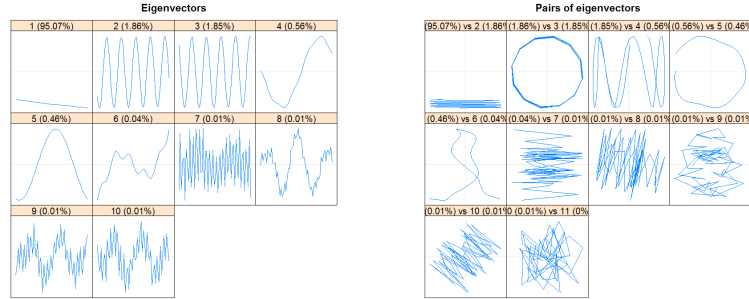 Eigenvectors
1 (95.07%)
2 (1.86%)
3 (1.85%)
4 (0.56%)
5 (0.46%)
6 (0.04%)
7 (0.01%)
8 (0.01%)
9 (0.01%)
10 (0.01%)
Pairs of eigenvectors
(95.07%) vs 2 (1.86%
(1.86%) vs 3 (1.85%
(1.85%) vs 4 (0.56%
(0.56%) vs 5 (0.46%
(0.46%) vs 6 (0.04%
(0.04%) vs 7 (0.01%
(0.01%) vs 8 (0.01%
(0.01%) vs 9 (0.01%
(0.01%) vs 10 (0.01%
0 (0.01%) vs 11 (0%